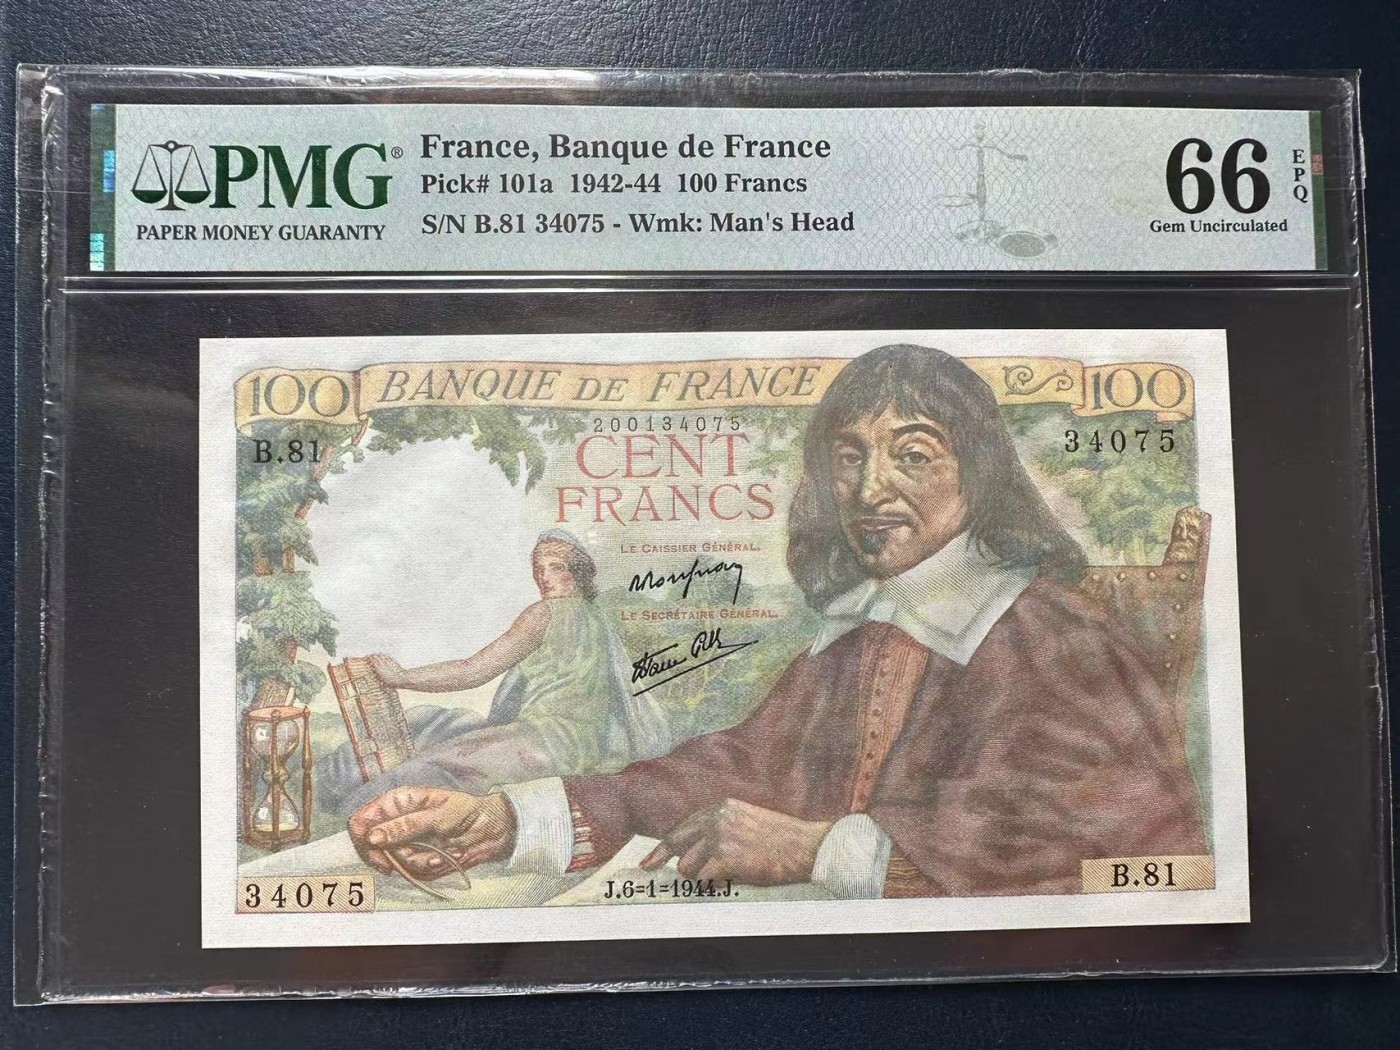 PMG®
PAPER MONEY GUARANTY
France, Banque de France
Pick# 101a 1942-44 100 Francs
S/N B.81 34075 - Wmk: Man's Head
66
EPQ
Gem Uncirculated
100 BANQUE DE FRANCE 100
200134075
B.81 34075
CENT
FRANCS
LE CAISSIER GÉNÉRAL,
LE SECRÉTAIRE GÉNÉRAL,
34075 J.6=1=1944.J. B.81